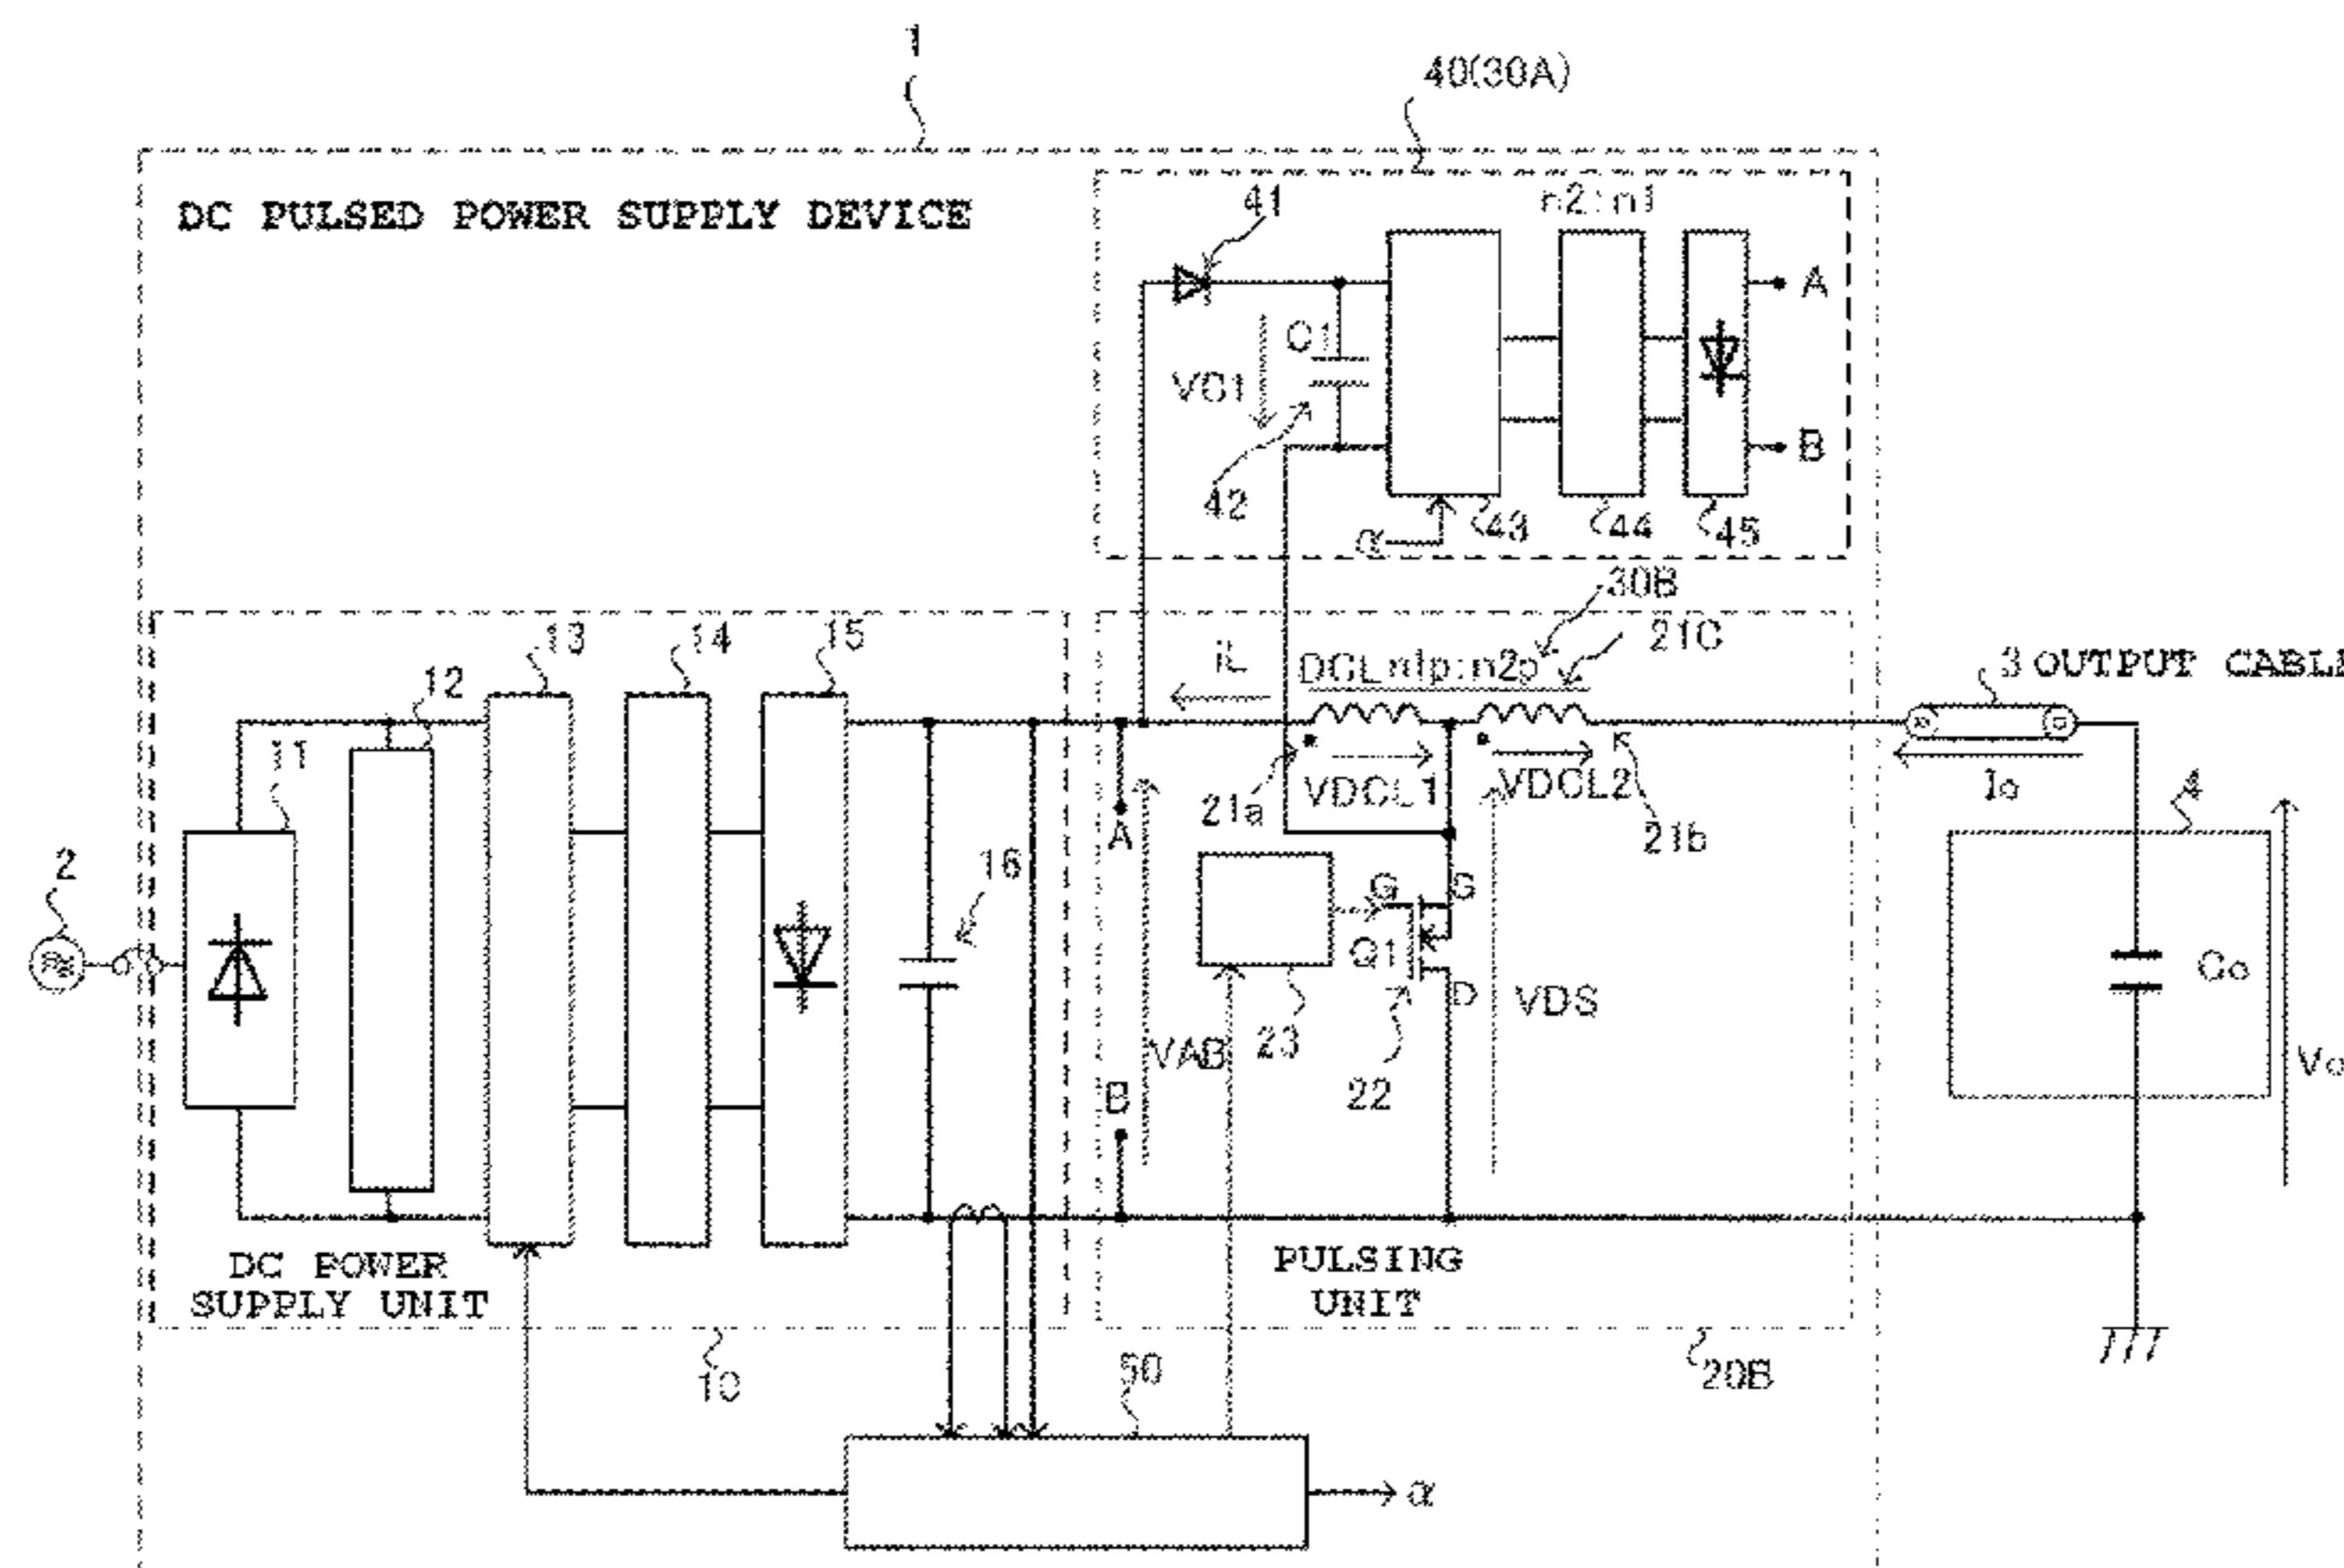 1
40(30A)
DC PULSED POWER SUPPLY DEVICE
41
n2:n1
A
C1
VC1
B
42
α
43
44
45
30B
13
14
15
iL
DCL n1p:n2p
21C
12
3 OUTPUT CABLE
11
21a
VDCL1
VDCL2
21b
Io
4
A
2
16
G
S
Q1
D
VDS
Co
VAB
23
22
Vo
B
DC POWER
SUPPLY UNIT
PULSING
UNIT
10
50
20B
α